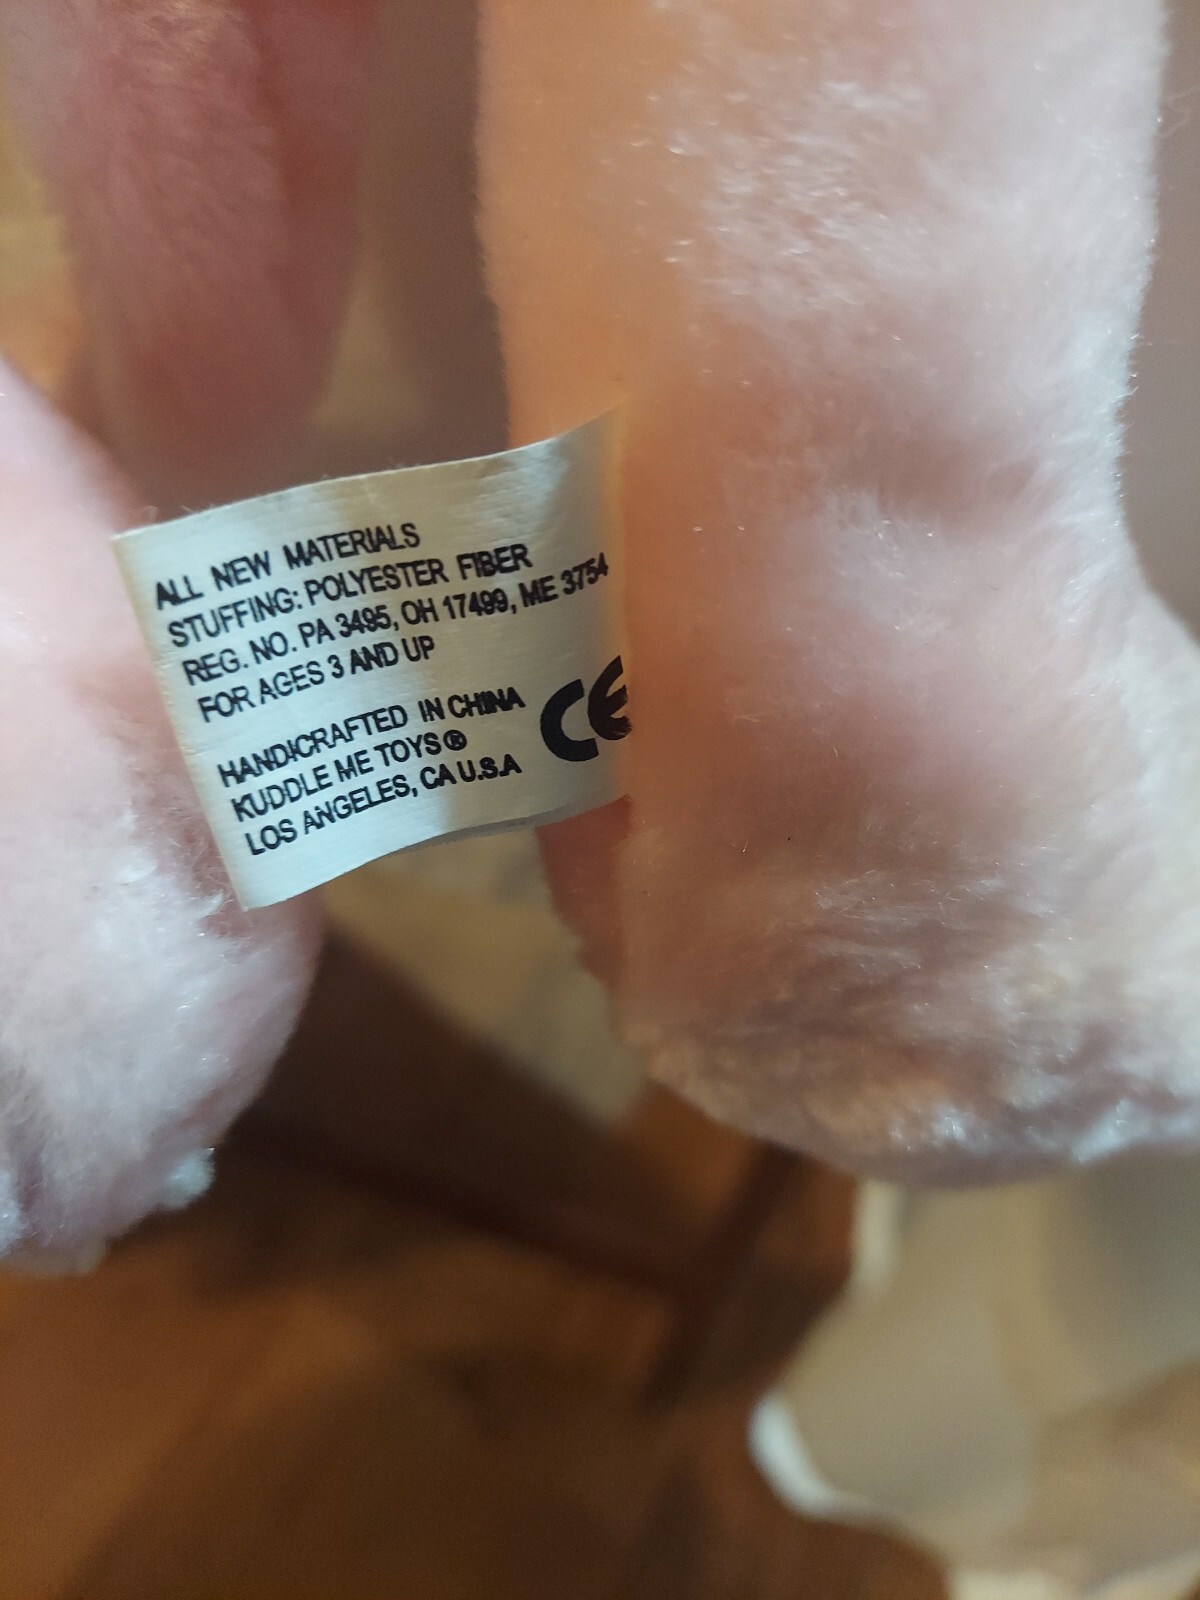 ALL NEW MATERIALS
STUFFING: POLYESTER FIBER
REG. NO. PA 3495, OH 17499, ME 3754
FOR AGES 3 AND UP
HANDICRAFTED IN CHINA
KUDDLE ME TOYS®
LOS ANGELES, CA U.S.A
CE